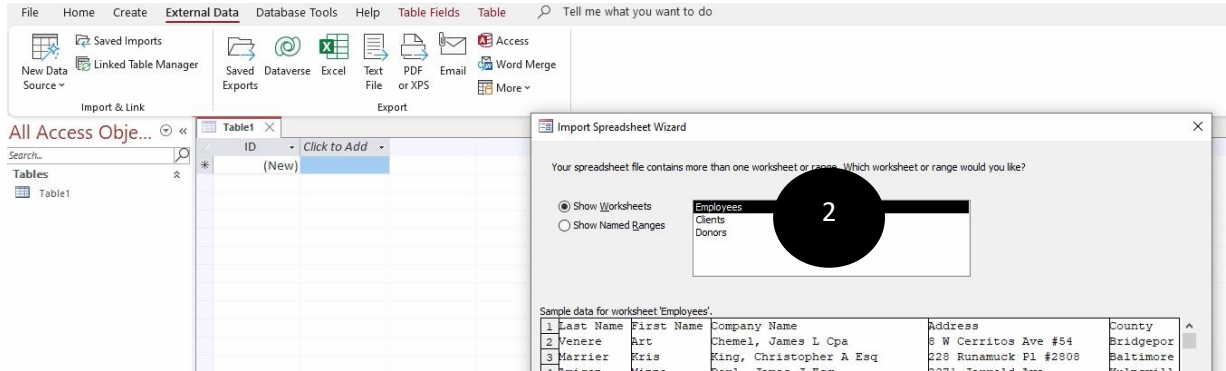 File Home Create External Data Database Tools Help Table Fields Table Tell me what you want to do
Saved Imports
Linked Table Manager
New Data Source
Import & Link
Saved Exports
Dataverse
Excel
Text File
PDF or XPS
Email
Access
Word Merge
More
Export
All Access Obje...
Search...
Tables
Table1
Table1
ID Click to Add
(New)
Import Spreadsheet Wizard
Your spreadsheet file contains more than one worksheet or range. Which worksheet or range would you like?
Show Worksheets
Show Named Ranges
Employees
Clients
Donors
2
Sample data for worksheet 'Employees'.
1 Last Name First Name Company Name Address County
2 Venere Art Chemel, James L Cpa 8 W Cerritos Ave #54 Bridgepor
3 Marrier Kris King, Christopher A Esq 228 Runamuck Pl #2808 Baltimore